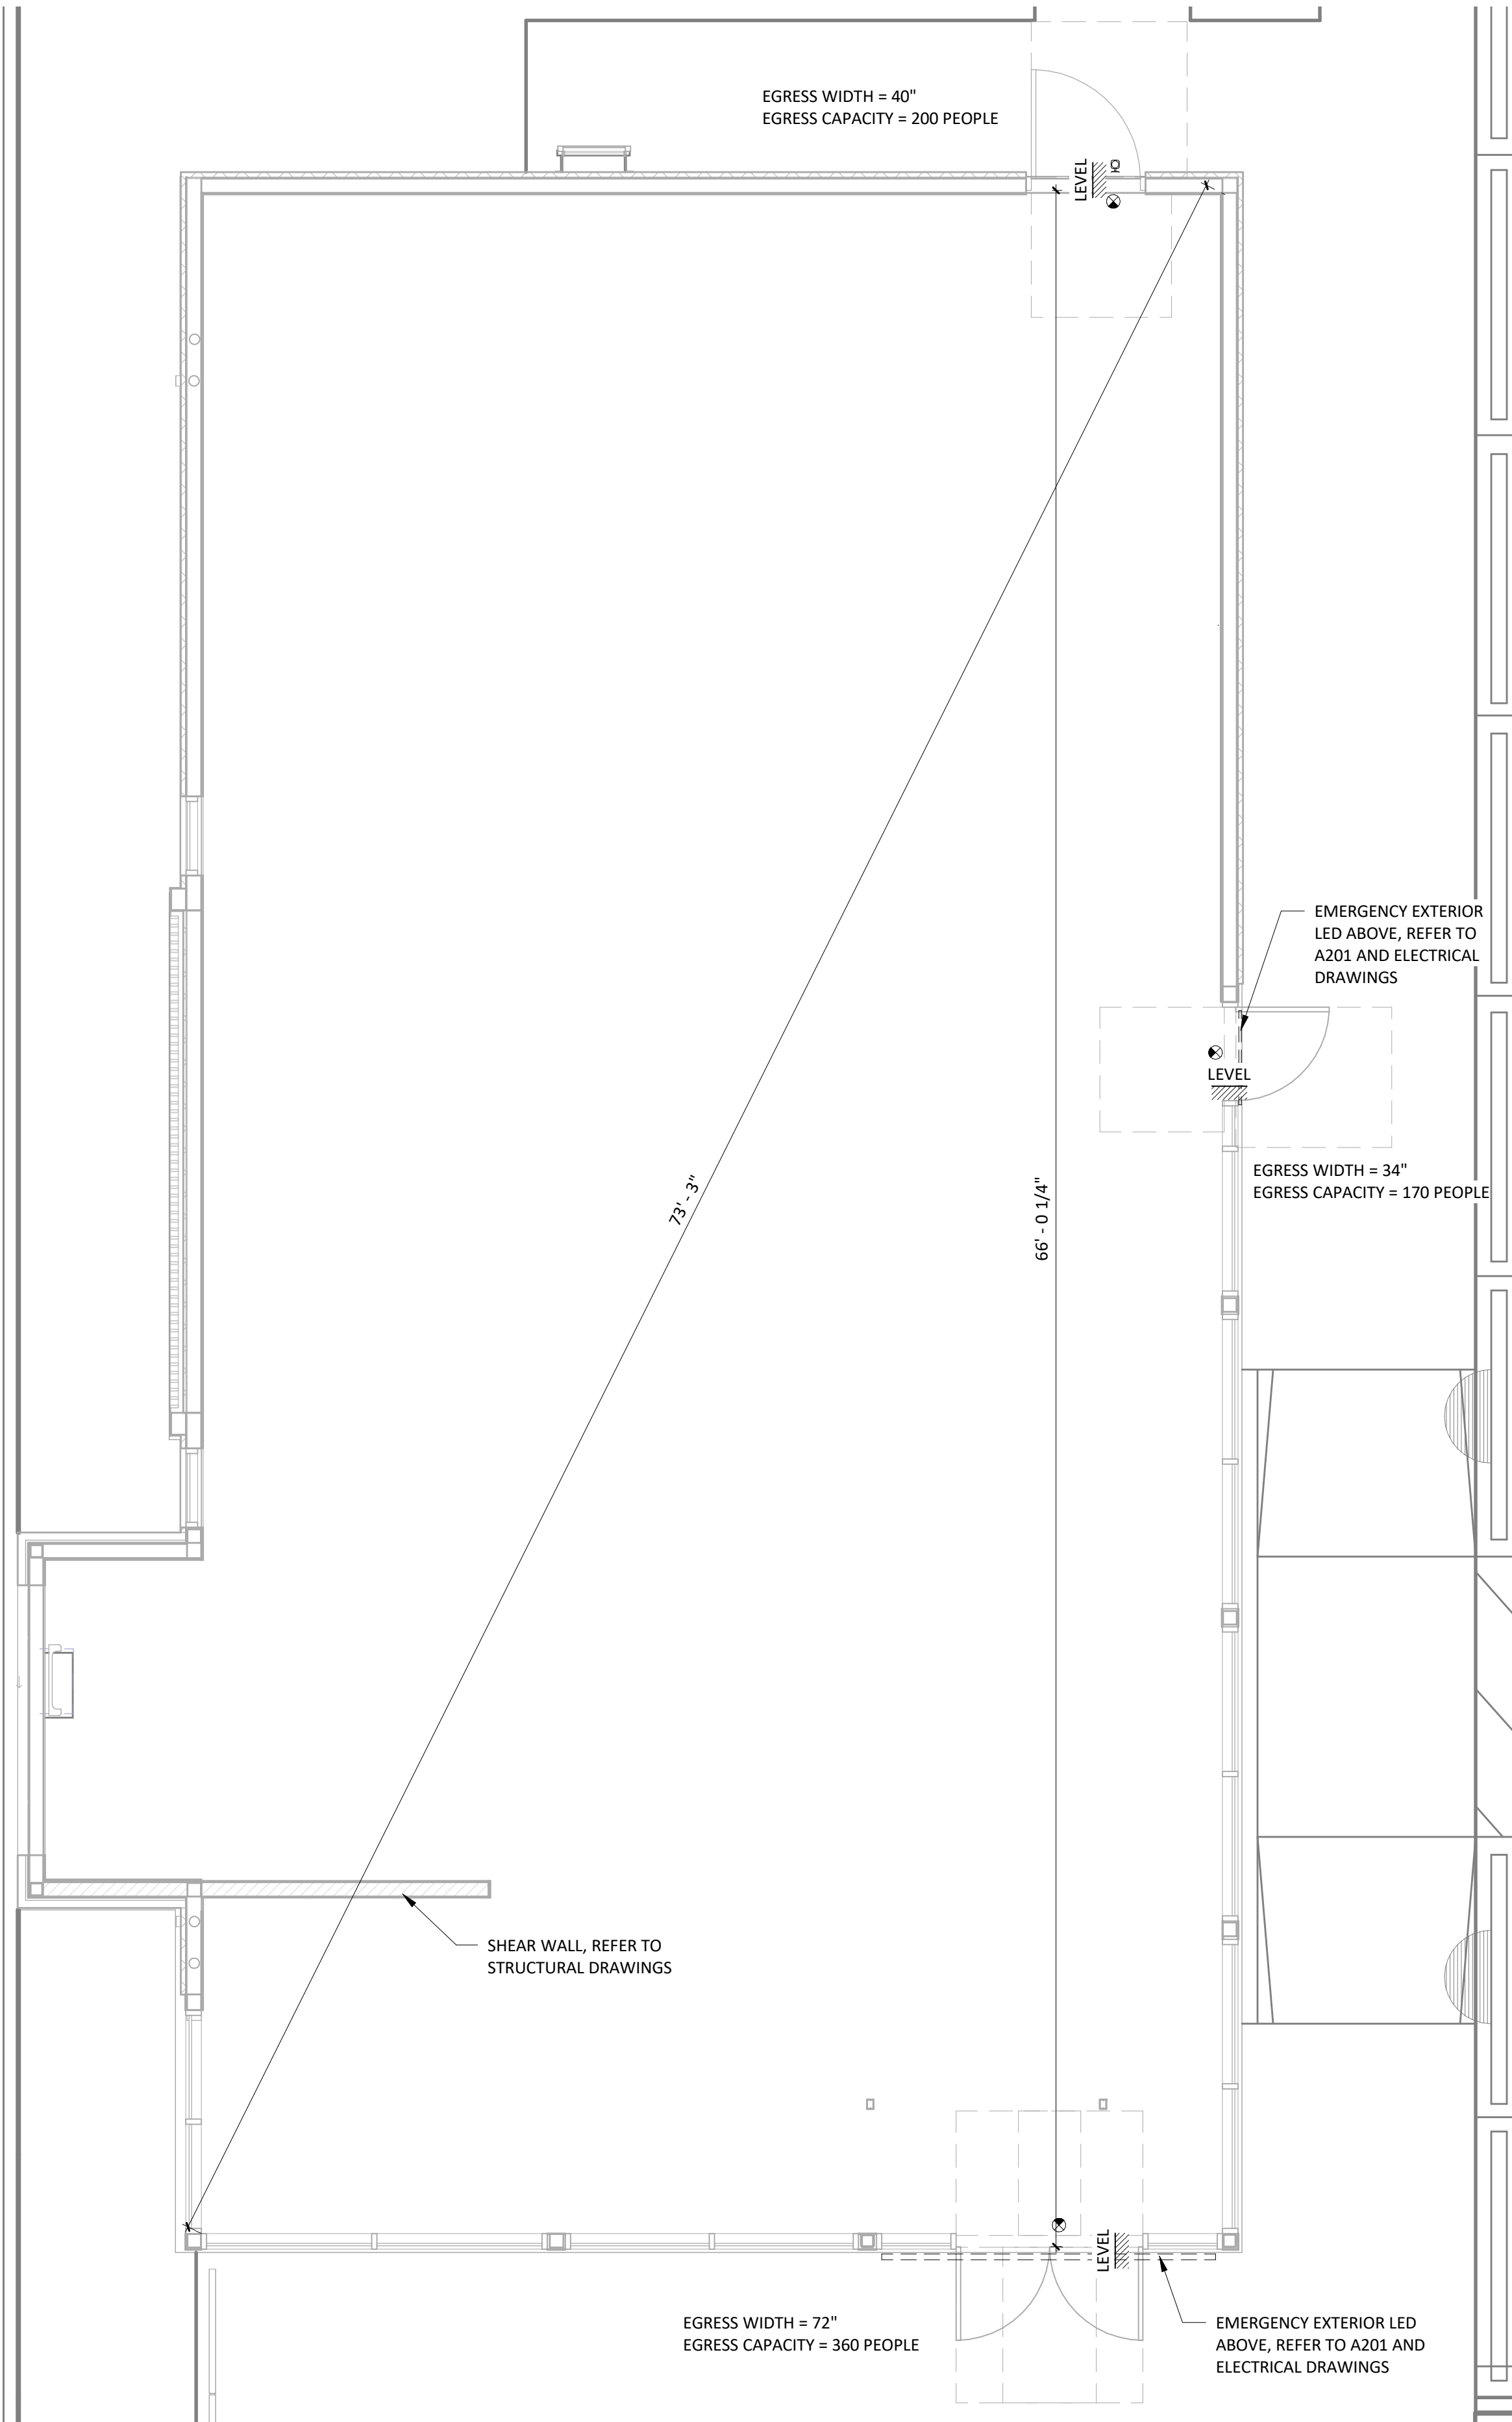 EGRESS WIDTH = 40"
EGRESS CAPACITY = 200 PEOPLE
LEVEL
HO
EMERGENCY EXTERIOR
LED ABOVE, REFER TO
A201 AND ELECTRICAL
DRAWINGS
LEVEL
EGRESS WIDTH = 34"
EGRESS CAPACITY = 170 PEOPLE
73' - 3"
66' - 0 1/4"
SHEAR WALL, REFER TO
STRUCTURAL DRAWINGS
LEVEL
EGRESS WIDTH = 72"
EGRESS CAPACITY = 360 PEOPLE
EMERGENCY EXTERIOR LED
ABOVE, REFER TO A201 AND
ELECTRICAL DRAWINGS